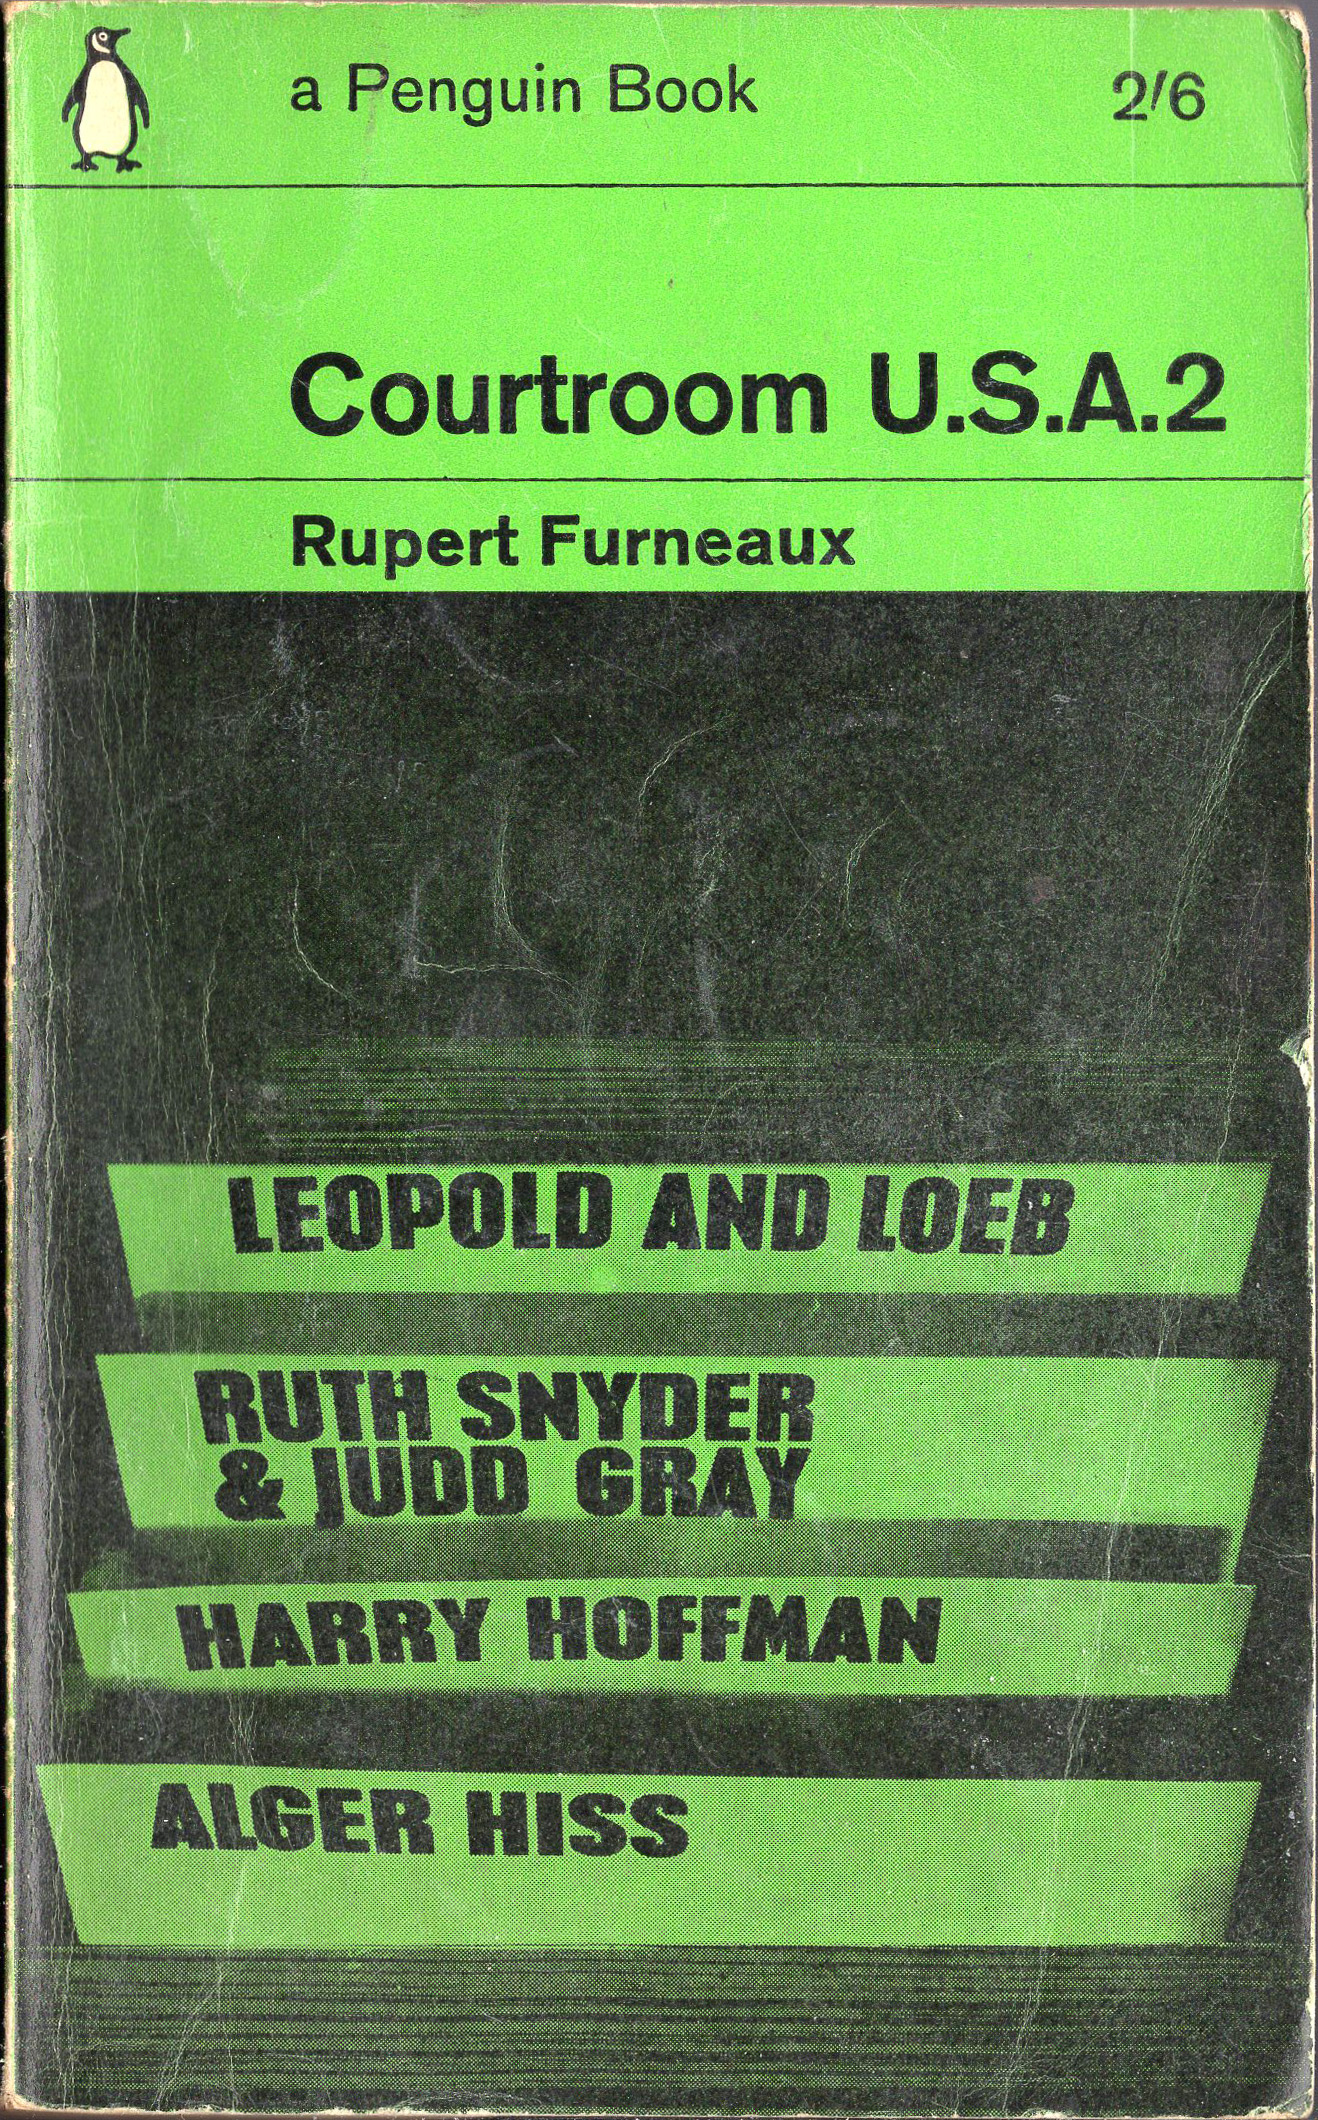 a Penguin Book 2/6
Courtroom U.S.A.2
Rupert Furneaux
LEOPOLD AND LOEB
RUTH SNYDER
& JUDD GRAY
HARRY HOFFMAN
ALGER HISS